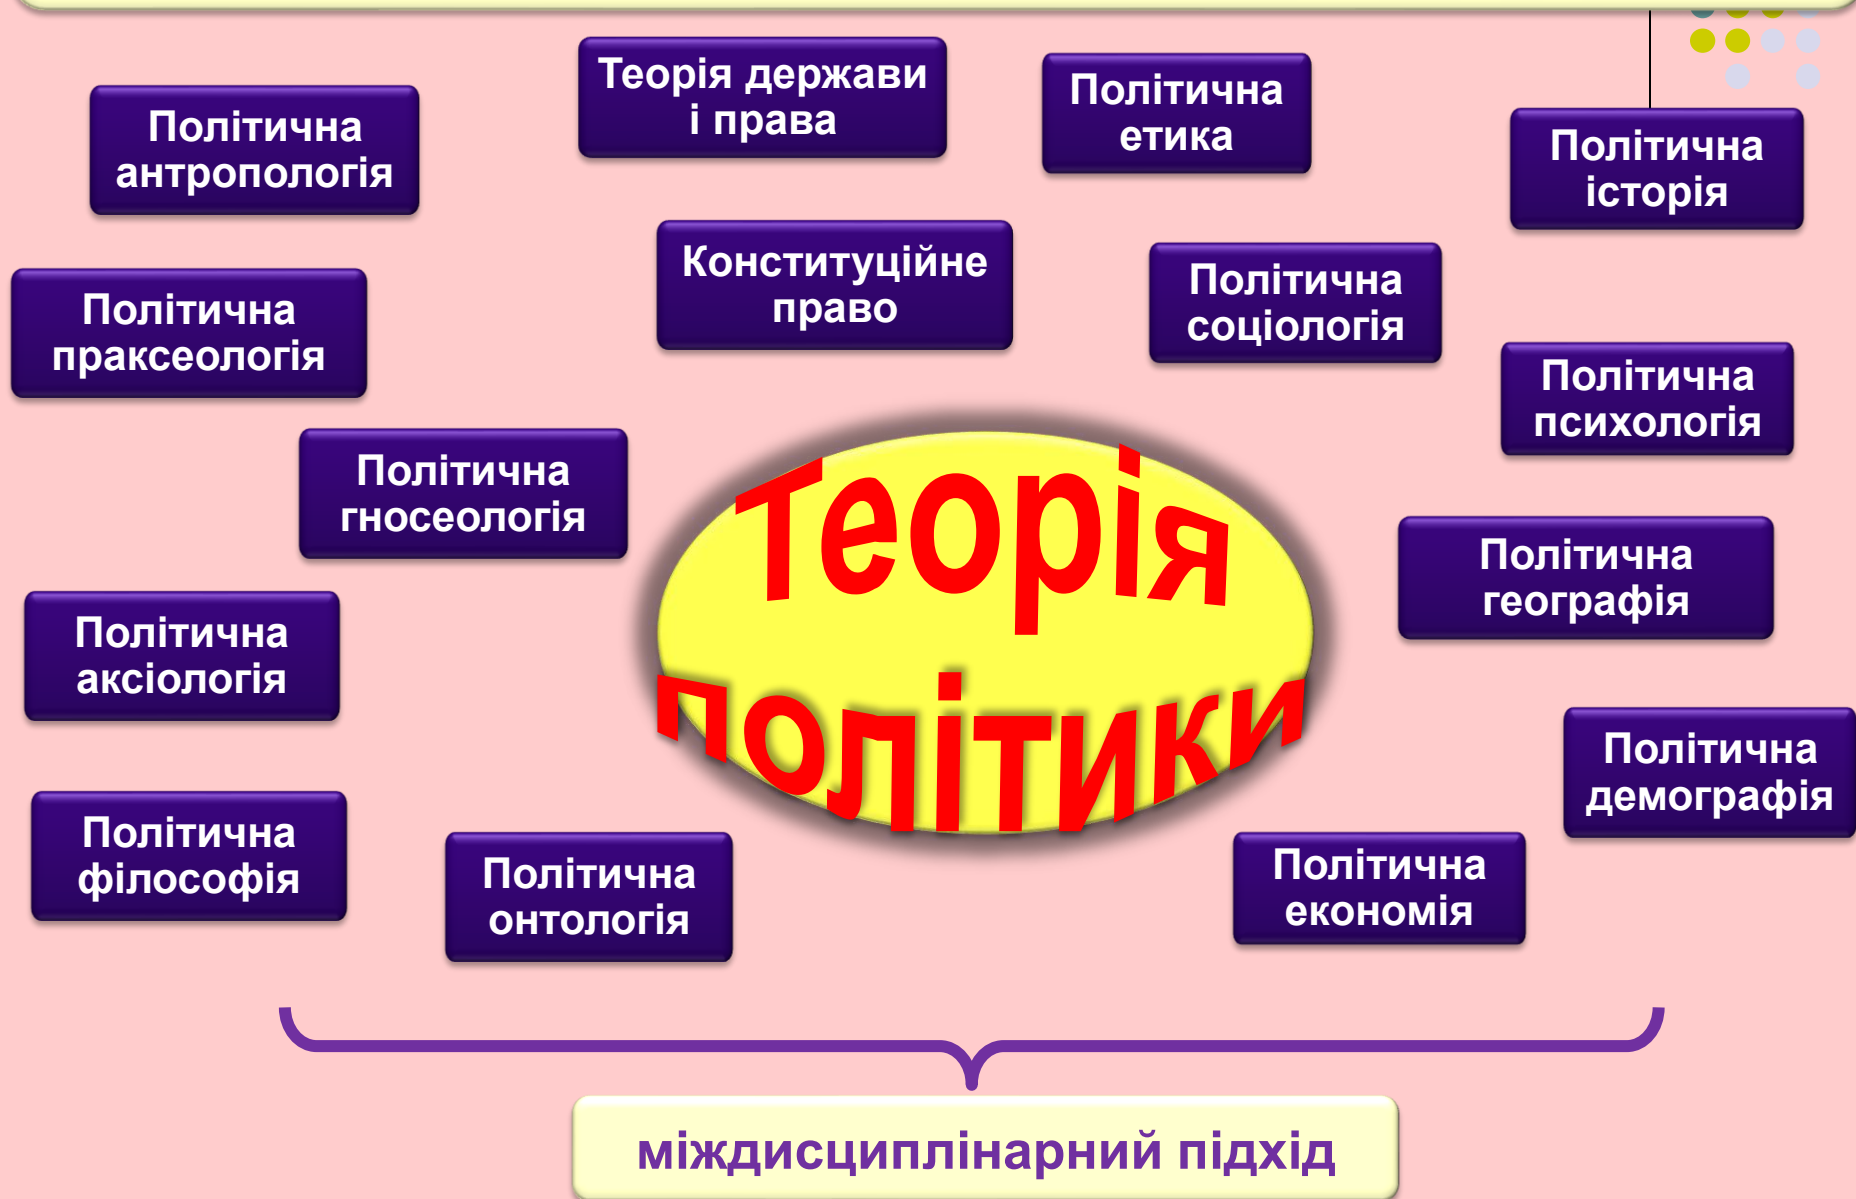 Теорія держави
і права
Політична
етика
Політична
антропологія
Політична
історія
Конституційне
право
Політична
соціологія
Політична
праксеологія
Політична
психологія
Політична
гносеологія
Теорія
політики
Політична
географія
Політична
аксіологія
Політична
демографія
Політична
філософія
Політична
онтологія
Політична
економія
міждисциплінарний підхід